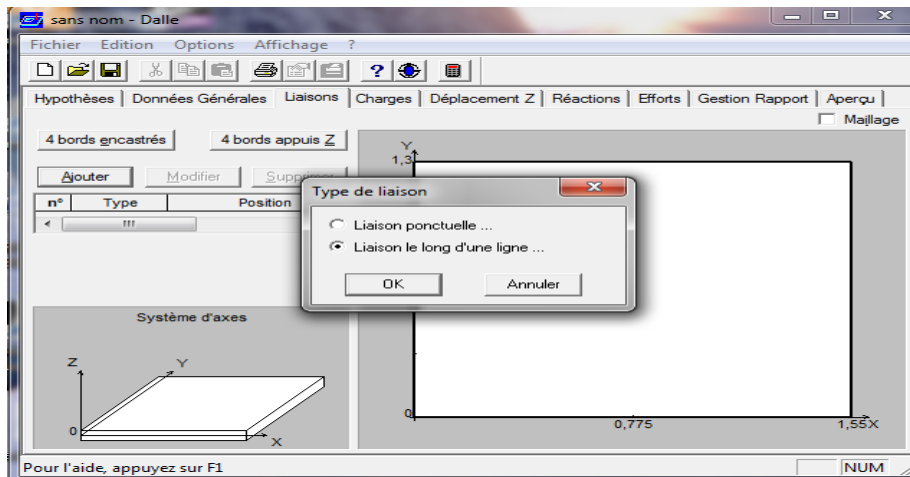 sans nom - Dalle
Fichier Edition Options Affichage ?
Hypothèses Données Générales Liaisons Charges Déplacement Z Réactions Efforts Gestion Rapport Aperçu
Maillage
4 bords encastrés 4 bords appuis Z
Ajouter Modifier
n° Type Position
Type de liaison
Liaison ponctuelle ...
Liaison le long d'une ligne ...
OK Annuler
Système d'axes
Z Y
0 X
Y
1,3
0 0,775 1,55X
Pour l'aide, appuyez sur F1 NUM